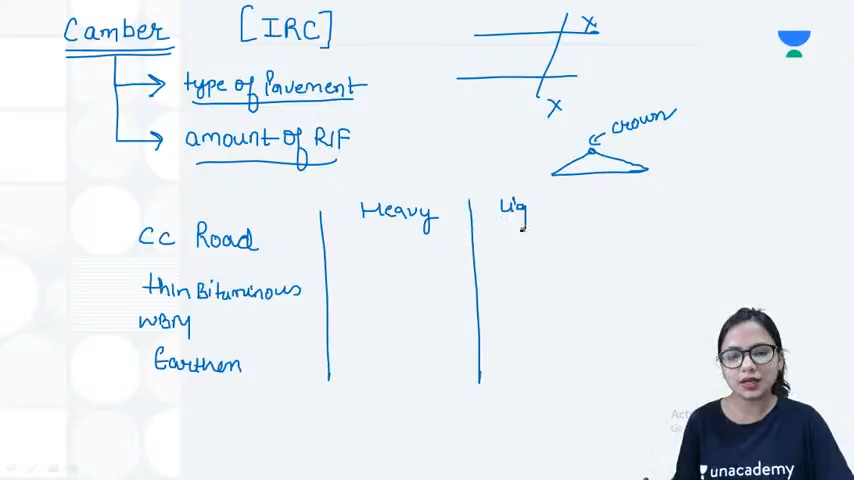 Camber [IRC]
type of Pavement
amount of R/F
X
X
crown
Heavy Lig
CC Road
thin Bituminous
WBM
Earthen
unacademy